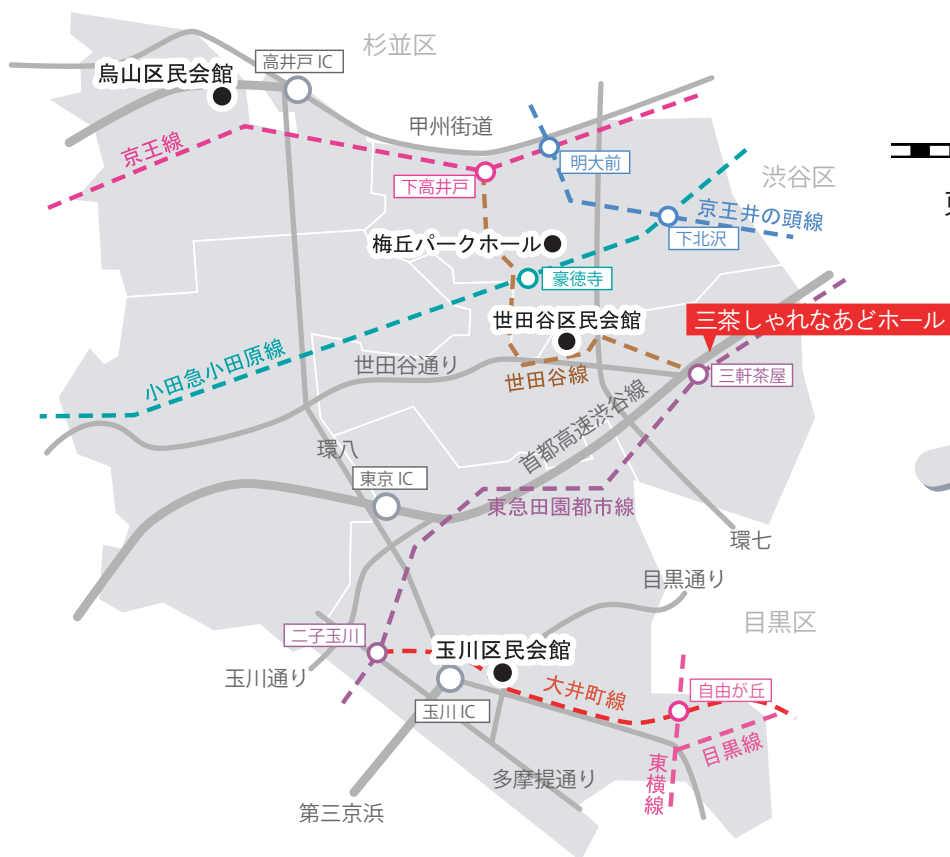 杉並区
高井戸 IC
烏山区民会館
甲州街道
京王線
明大前
下高井戸
渋谷区
京王井の頭線
下北沢
梅丘パークホール
豪徳寺
世田谷区民会館
三茶しゃれなあどホール
世田谷通り
小田急小田原線
世田谷線
三軒茶屋
首都高速渋谷線
環八
東京 IC
東急田園都市線
環七
目黒通り
目黒区
二子玉川
玉川区民会館
玉川通り
大井町線
自由が丘
玉川 IC
目黒線
東横線
多摩提通り
第三京浜